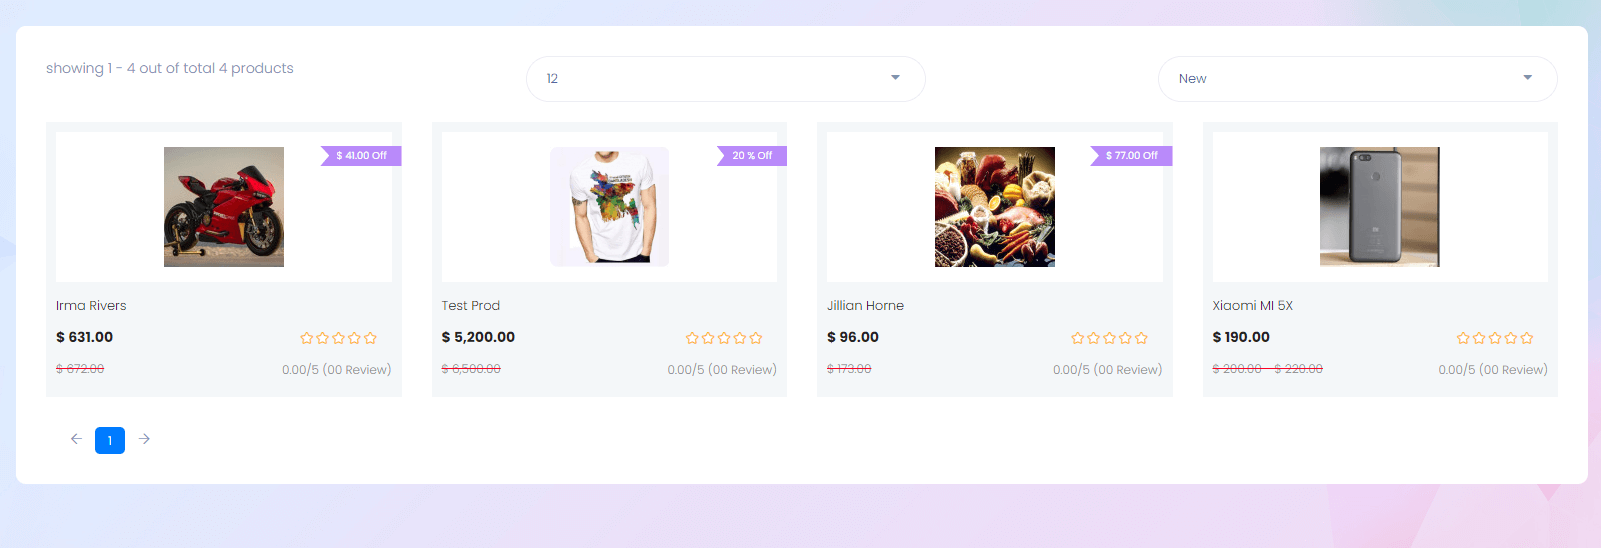 showing 1 - 4 out of total 4 products
12
New
$ 41.00 Off
Irma Rivers
$ 631.00
$ 672.00
0.00/5 (00 Review)
20 % Off
Test Prod
$ 5,200.00
$ 6,500.00
0.00/5 (00 Review)
$ 77.00 Off
Jillian Horne
$ 96.00
$ 173.00
0.00/5 (00 Review)
Xiaomi MI 5X
$ 190.00
$ 200.00 - $ 220.00
0.00/5 (00 Review)
1